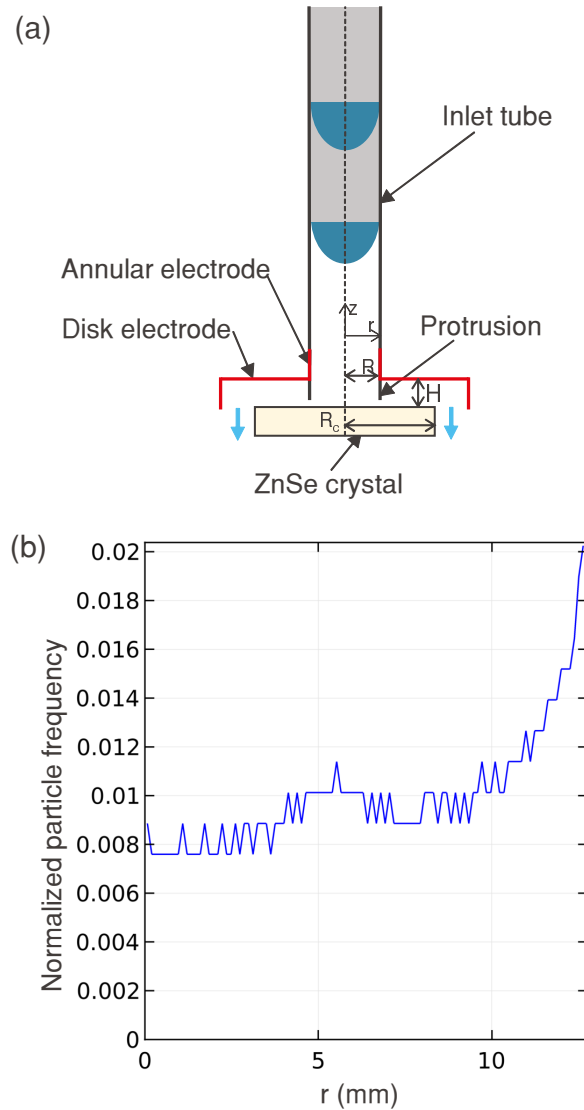 (a)
Inlet tube
Annular electrode
z
Disk electrode
r
Protrusion
R
H
R_c
ZnSe crystal
(b)
0.02
0.018
0.016
0.014
0.012
0.01
0.008
0.006
0.004
0.002
0
Normalized particle frequency
0 5 10
r (mm)